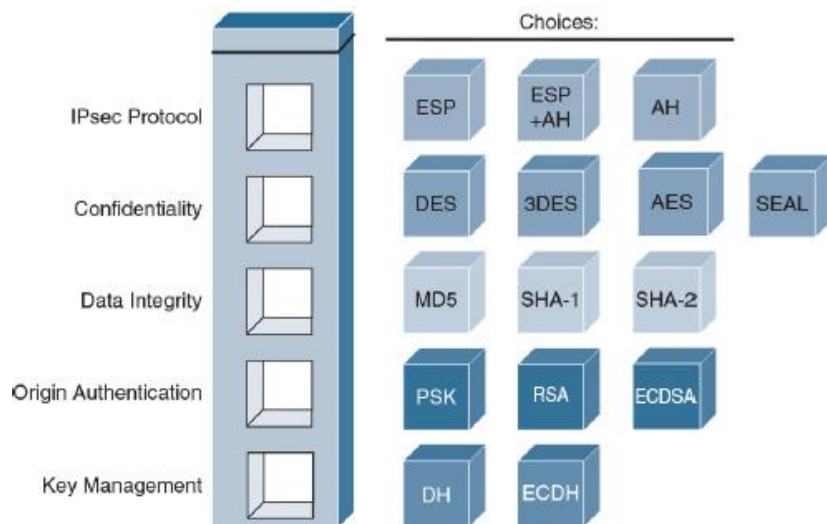 Choices:
IPsec Protocol
ESP
ESP
+AH
AH
Confidentiality
DES
3DES
AES
SEAL
Data Integrity
MD5
SHA-1
SHA-2
Origin Authentication
PSK
RSA
ECDSA
Key Management
DH
ECDH